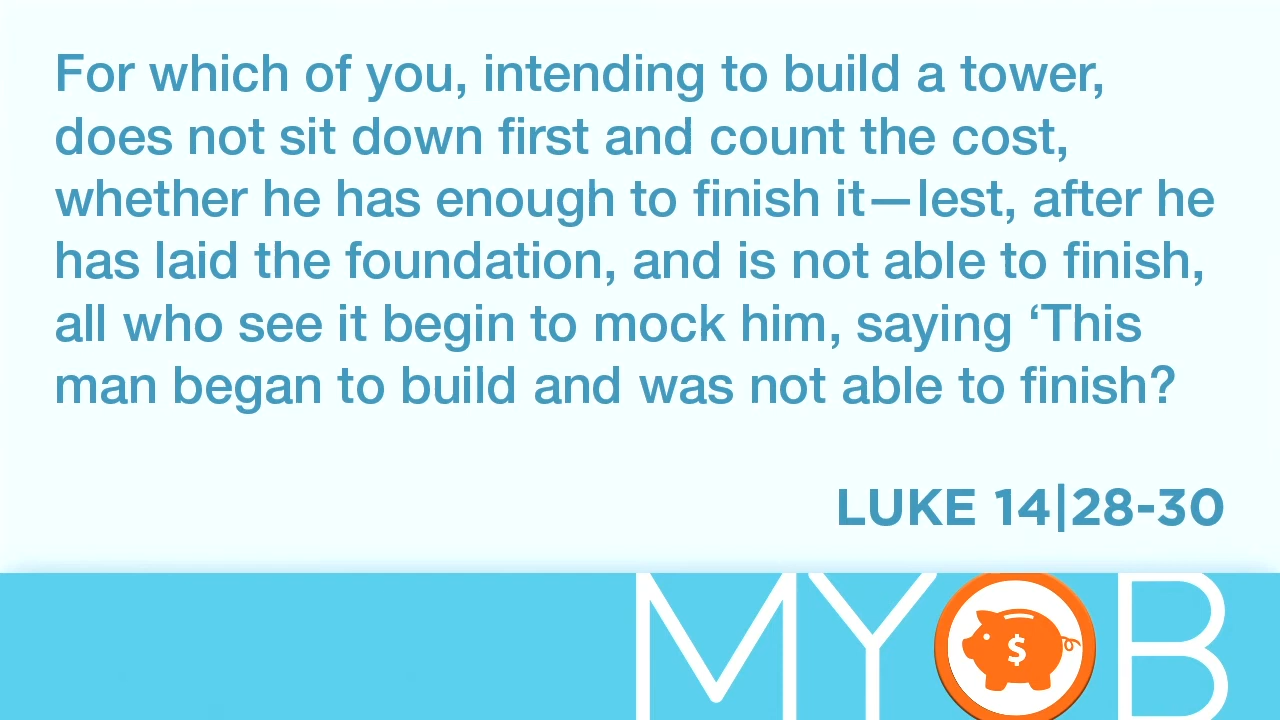 For which of you, intending to build a tower,
does not sit down first and count the cost,
whether he has enough to finish it—lest, after he
has laid the foundation, and is not able to finish,
all who see it begin to mock him, saying ‘This
man began to build and was not able to finish?
LUKE 14|28-30
MYOB
$